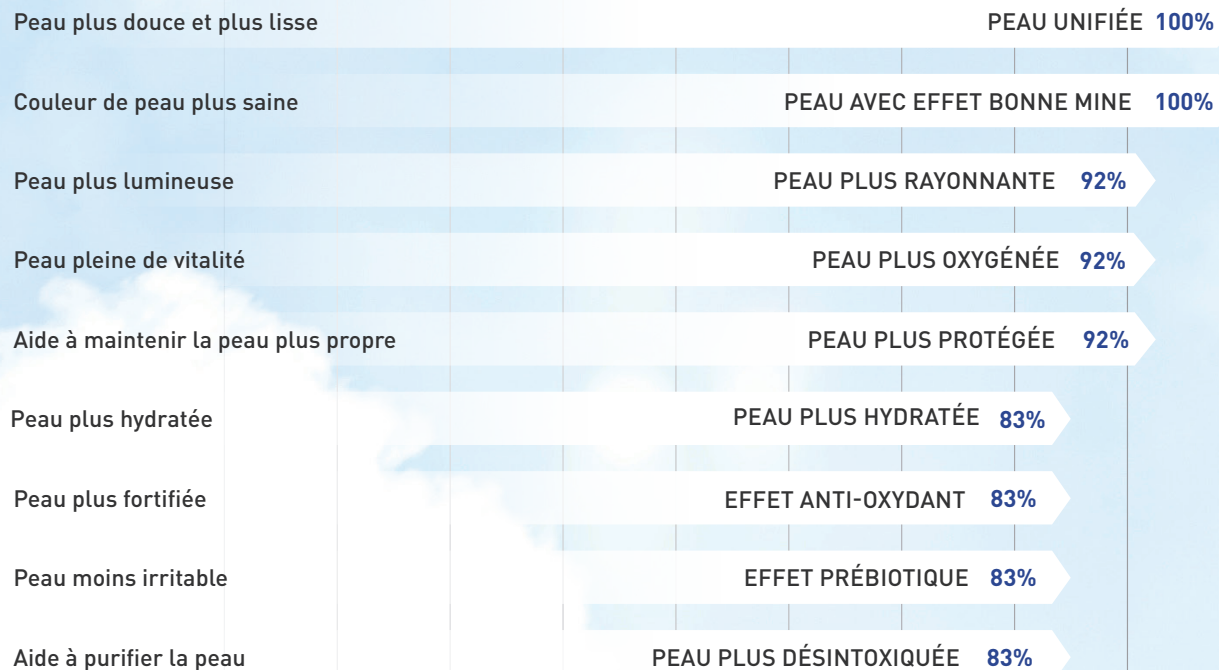 Peau plus douce et plus lisse PEAU UNIFIÉE 100%
Couleur de peau plus saine PEAU AVEC EFFET BONNE MINE 100%
Peau plus lumineuse PEAU PLUS RAYONNANTE 92%
Peau pleine de vitalité PEAU PLUS OXYGÉNÉE 92%
Aide à maintenir la peau plus propre PEAU PLUS PROTÉGÉE 92%
Peau plus hydratée PEAU PLUS HYDRATÉE 83%
Peau plus fortifiée EFFET ANTI-OXYDANT 83%
Peau moins irritable EFFET PRÉBIOTIQUE 83%
Aide à purifier la peau PEAU PLUS DÉSINTOXIQUÉE 83%